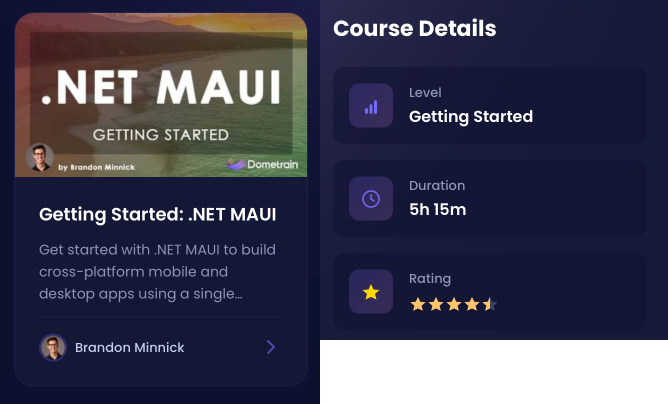 .NET MAUI
GETTING STARTED
by Brandon Minnick
Dometrain
Getting Started: .NET MAUI
Get started with .NET MAUI to build
cross-platform mobile and
desktop apps using a single...
Brandon Minnick
Course Details
Level
Getting Started
Duration
5h 15m
Rating